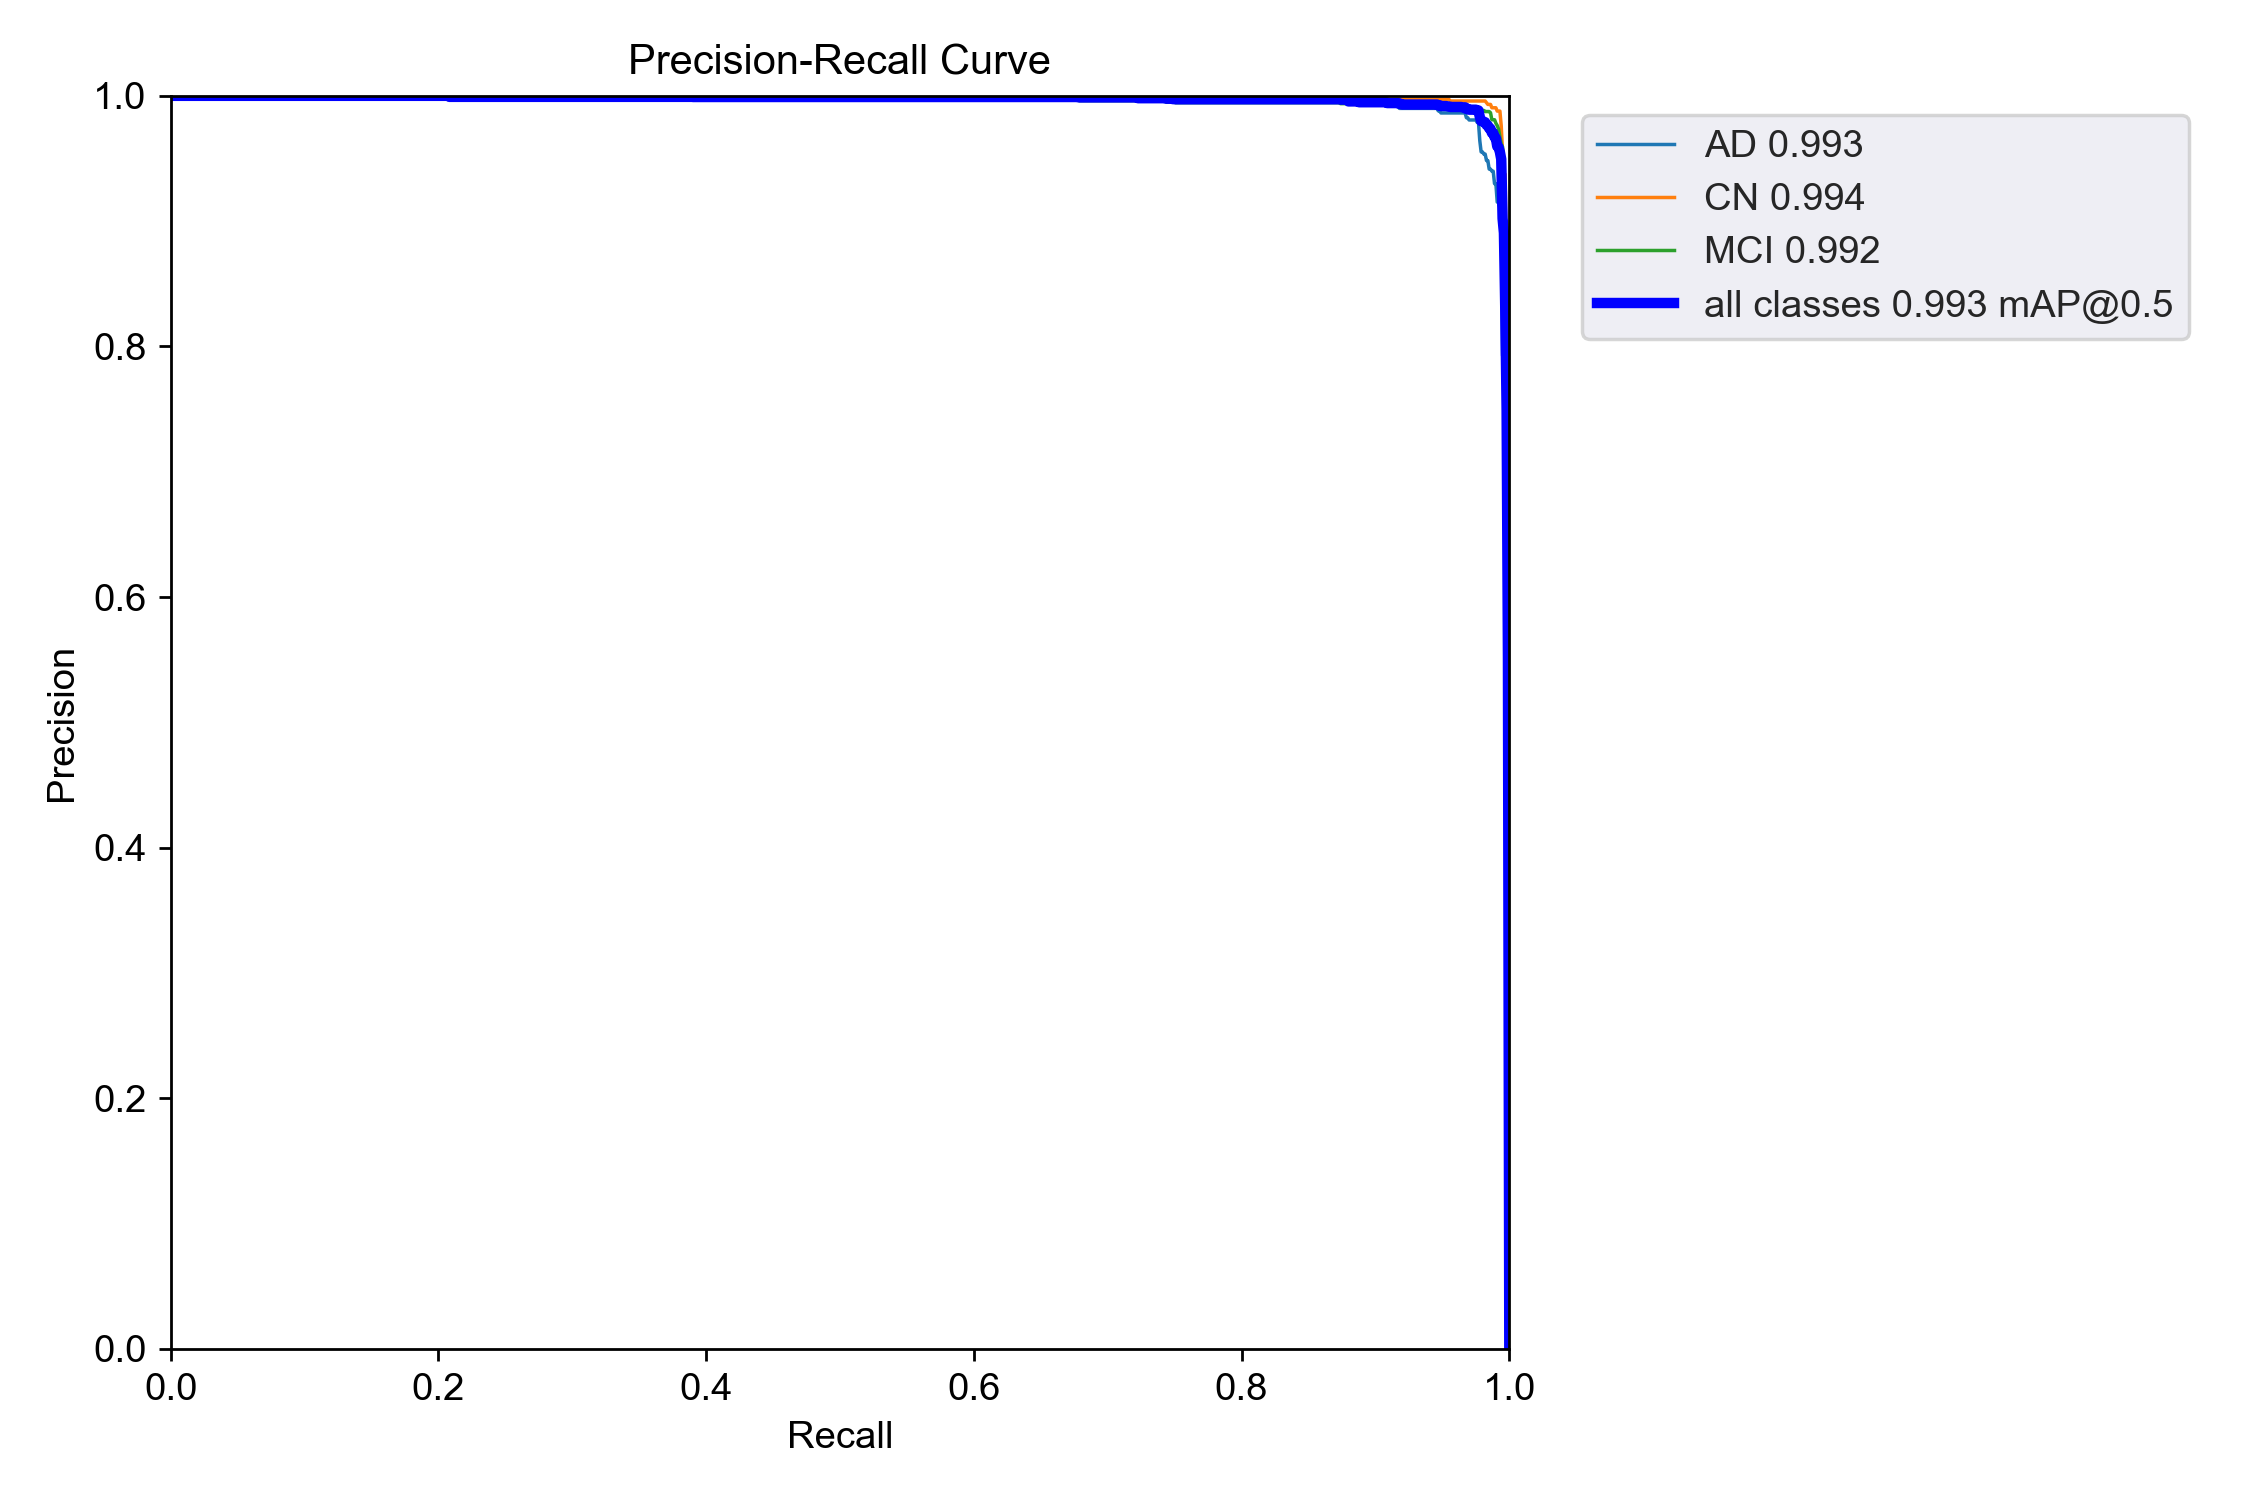 Precision-Recall Curve
1.0
0.8
0.6
0.4
0.2
0.0
Precision
0.0 0.2 0.4 0.6 0.8 1.0
Recall
AD 0.993
CN 0.994
MCI 0.992
all classes 0.993 mAP@0.5